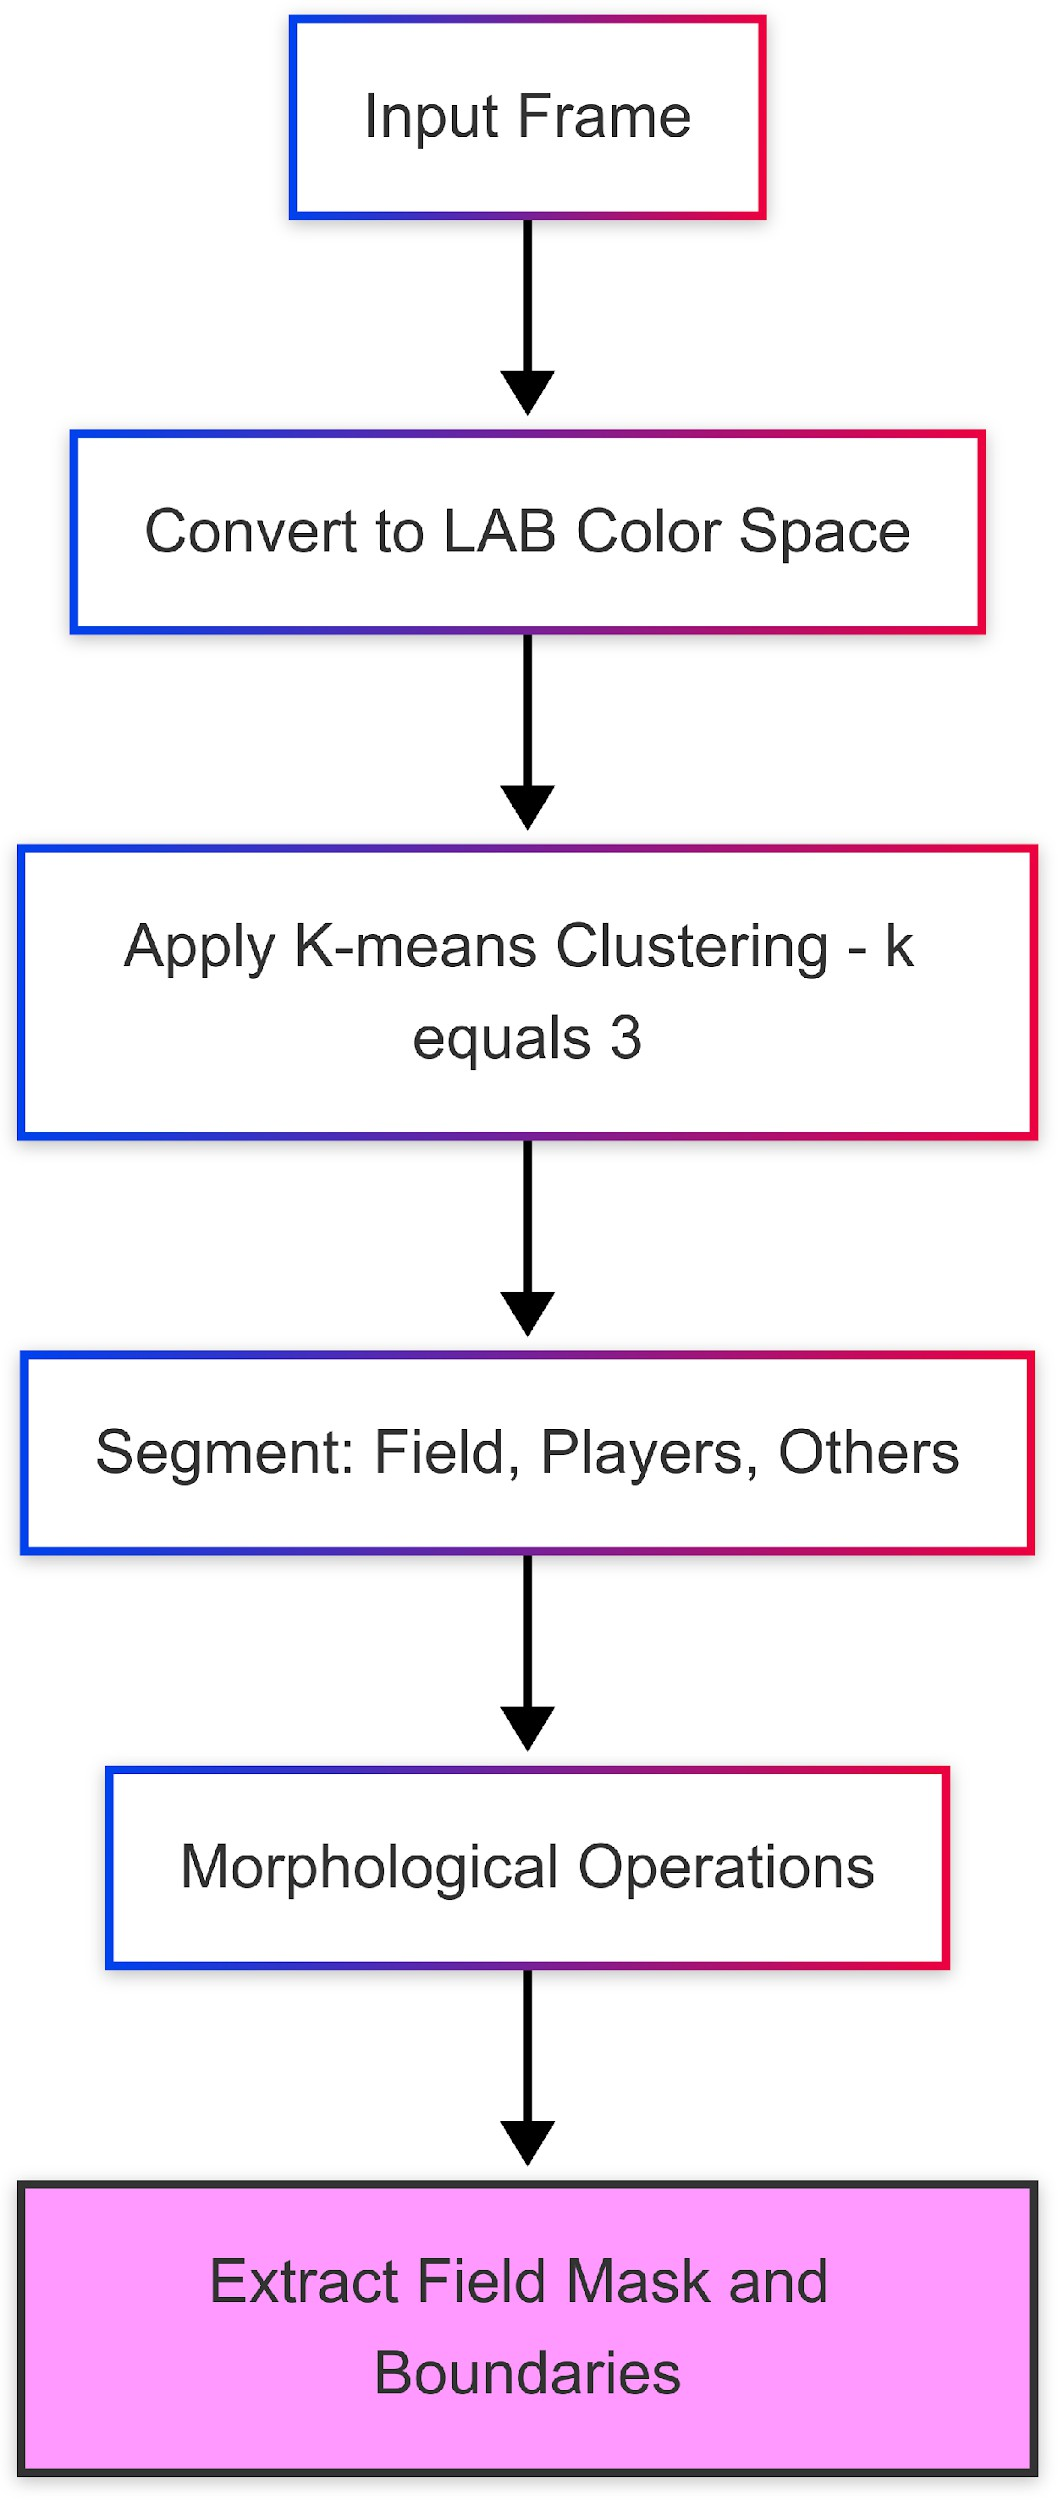 Input Frame
Convert to LAB Color Space
Apply K-means Clustering - k
equals 3
Segment: Field, Players, Others
Morphological Operations
Extract Field Mask and
Boundaries